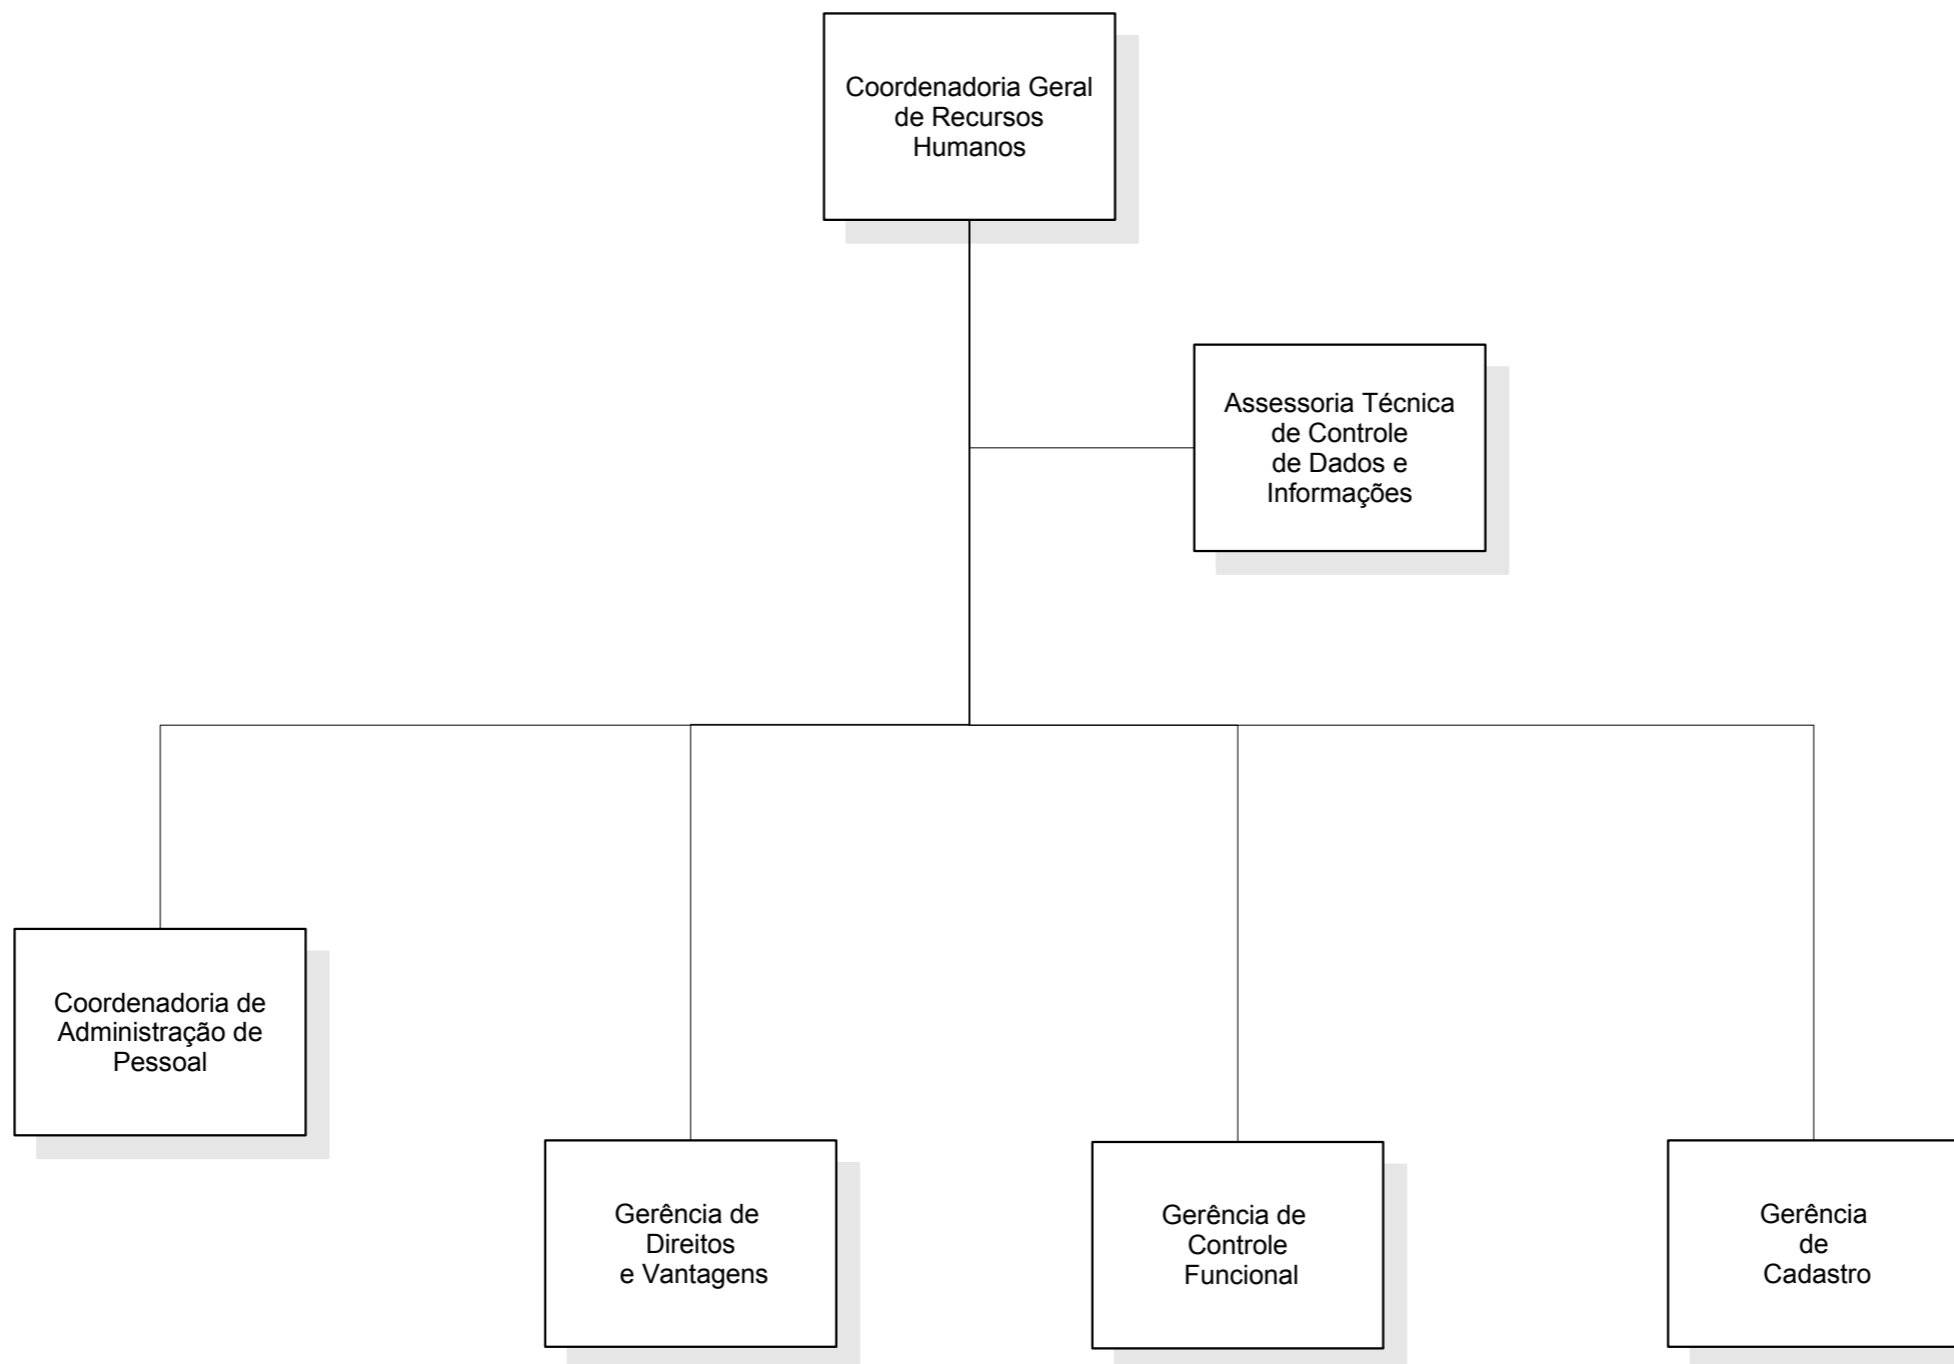 Coordenadoria Geral
de Recursos
Humanos
Assessoria Técnica
de Controle
de Dados e
Informações
Coordenadoria de
Administração de
Pessoal
Gerência de
Direitos
e Vantagens
Gerência de
Controle
Funcional
Gerência
de
Cadastro